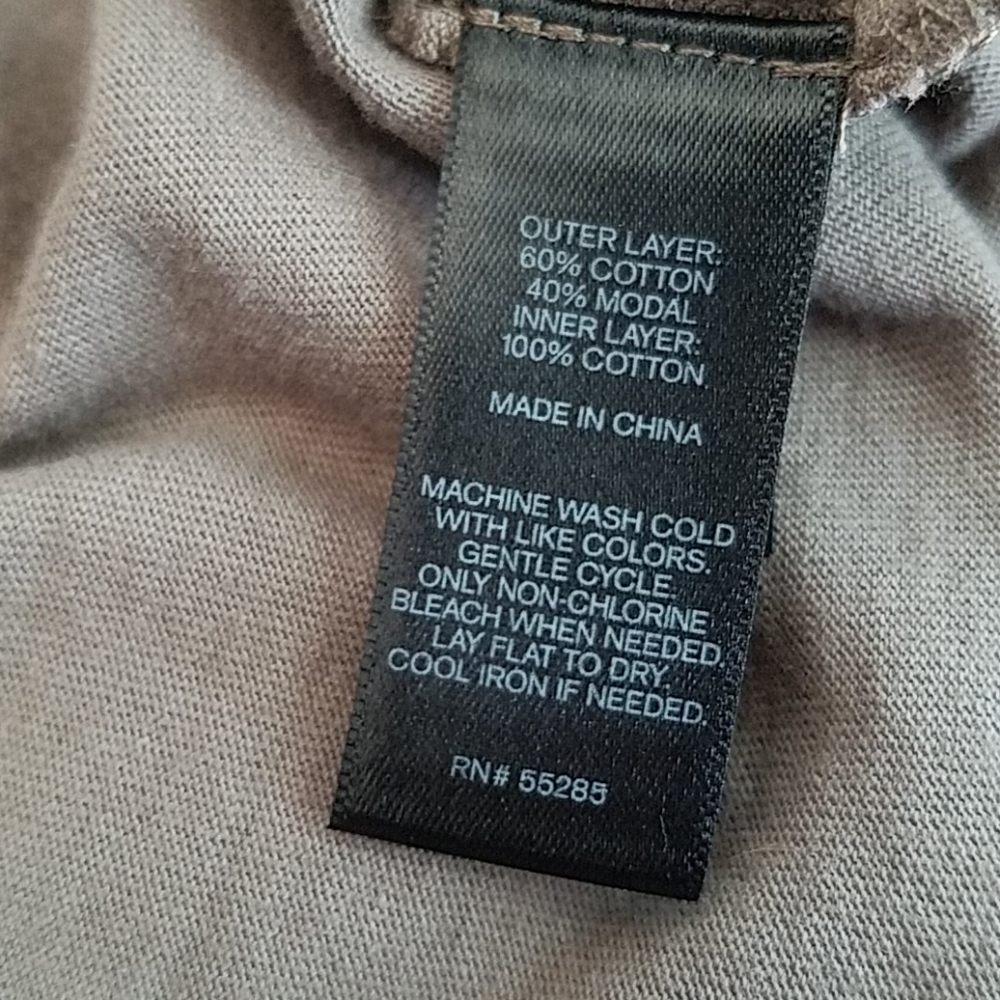 OUTER LAYER:
60% COTTON
40% MODAL
INNER LAYER:
100% COTTON
MADE IN CHINA
MACHINE WASH COLD
WITH LIKE COLORS.
GENTLE CYCLE.
ONLY NON-CHLORINE
BLEACH WHEN NEEDED.
LAY FLAT TO DRY.
COOL IRON IF NEEDED.
RN# 55285